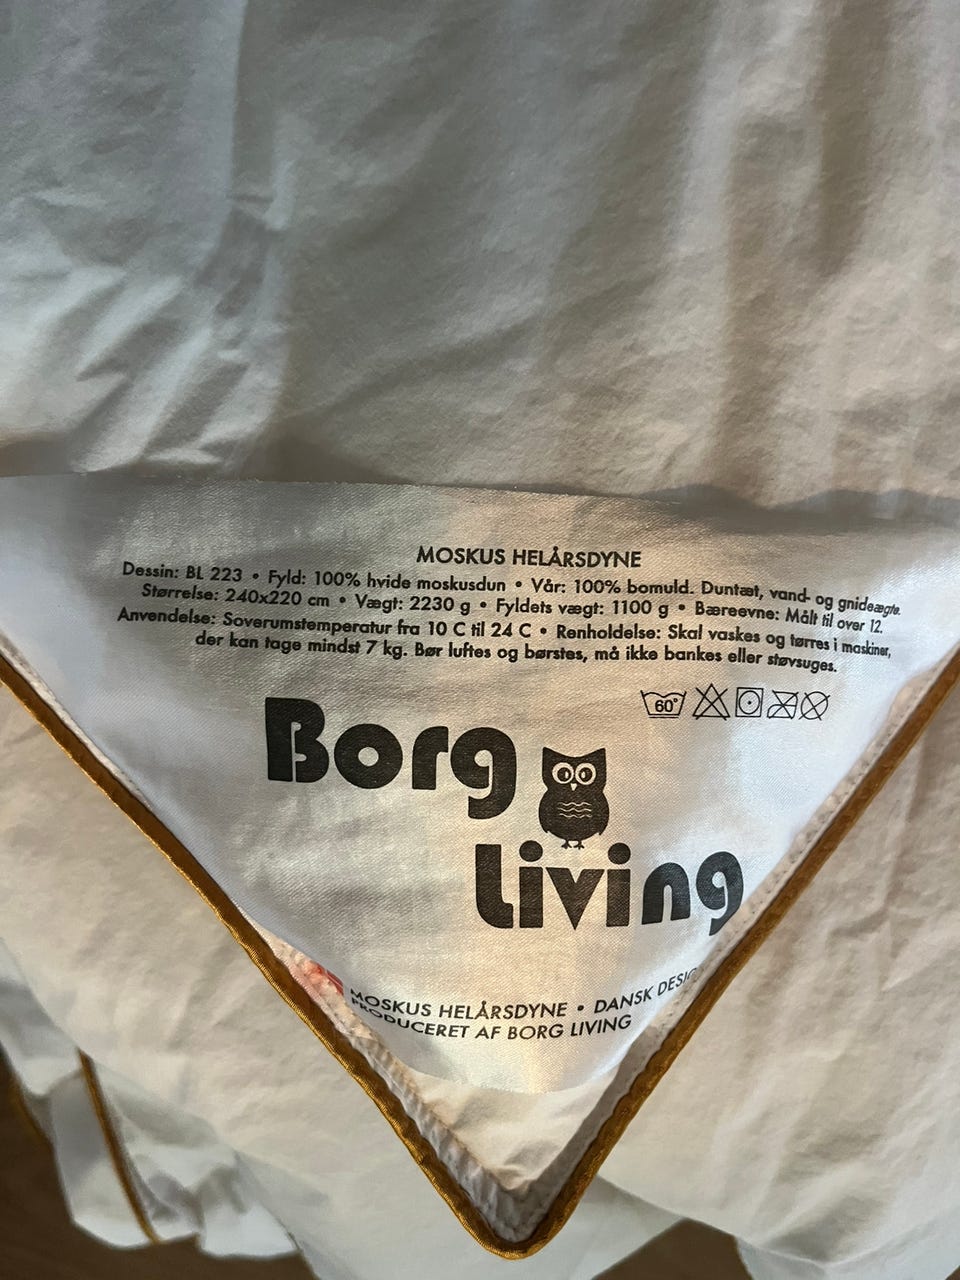 MOSKUS HELÅRSDYNE
Dessin: BL 223 • Fyld: 100% hvide moskusdun • Vår: 100% bomuld. Duntæt, vand- og gnideægte.
Størrelse: 240x220 cm • Vægt: 2230 g • Fyldets vægt: 1100 g • Bæreevne: Målt til over 12.
Anvendelse: Soverumstemperatur fra 10 C til 24 C • Renholdelse: Skal vaskes og tørres i maskiner,
der kan tage mindst 7 kg. Bør luftes og børstes, må ikke bankes eller støvsuges.
60°
Borg
Living
MOSKUS HELÅRSDYNE • DANSK DESIG
PRODUCERET AF BORG LIVING